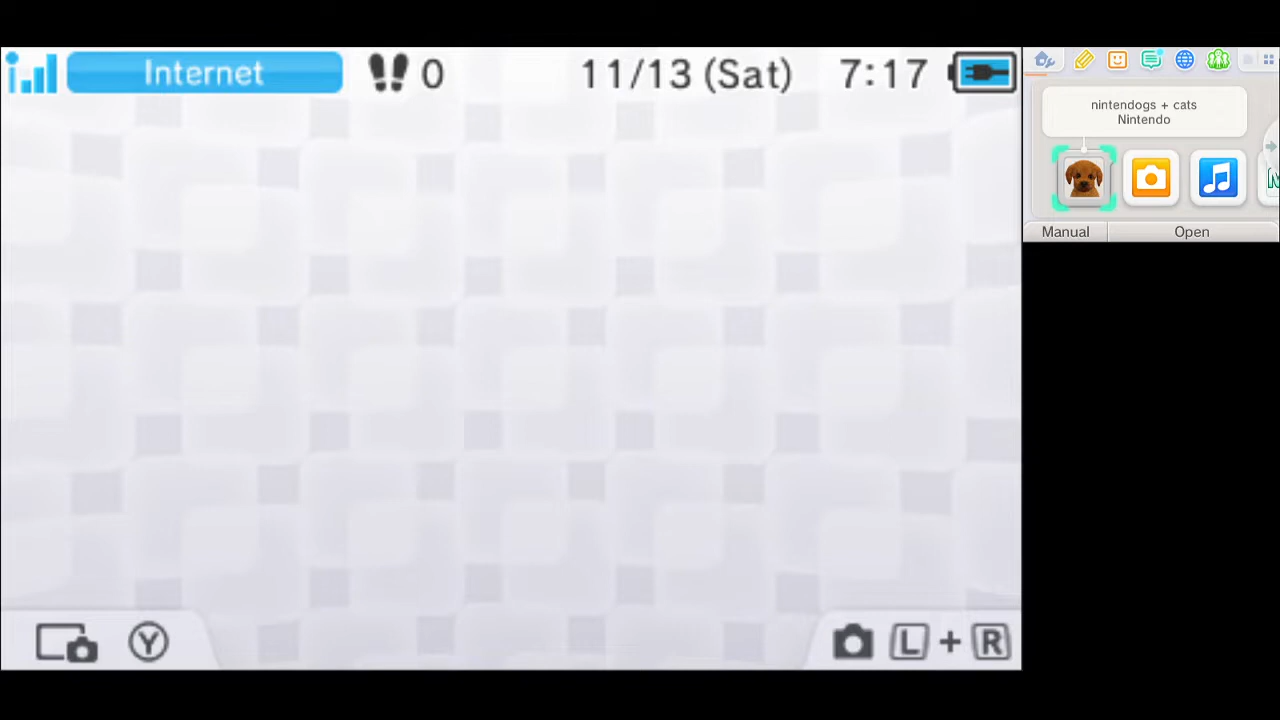 Internet
0
11/13 (Sat)
7:17
nintendogs + cats
Nintendo
Manual
Open
Y
L + R